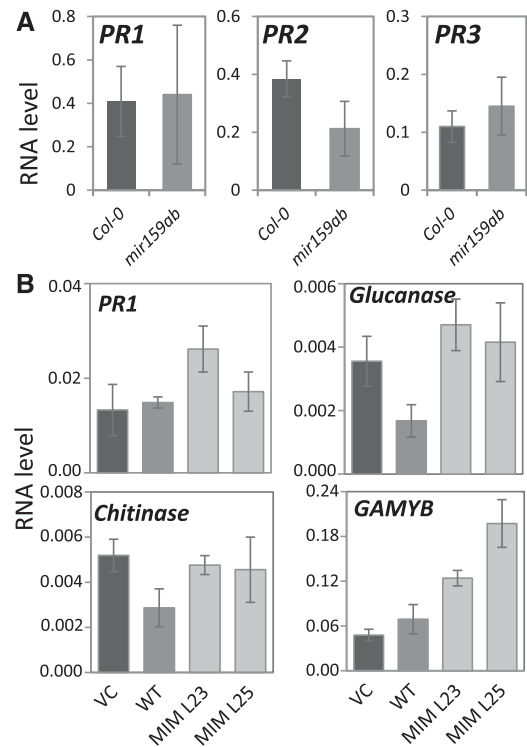 A
PR1 PR2 PR3
0.8 0.6 0.3
0.6
0.4 0.2
0.4
0.2 0.1
0.2
0 0 0
RNA level
Col-0 mir159ab Col-0 mir159ab Col-0 mir159ab
B
0.04 0.006
PR1 Glucanase
0.004
0.02
0.002
0.00 0.000
RNA level
0.008 0.24
Chitinase GAMYB
0.006 0.18
0.004 0.12
0.002 0.06
0.000 0.00
VC WT MIM L23 MIM L25 VC WT MIM L23 MIM L25